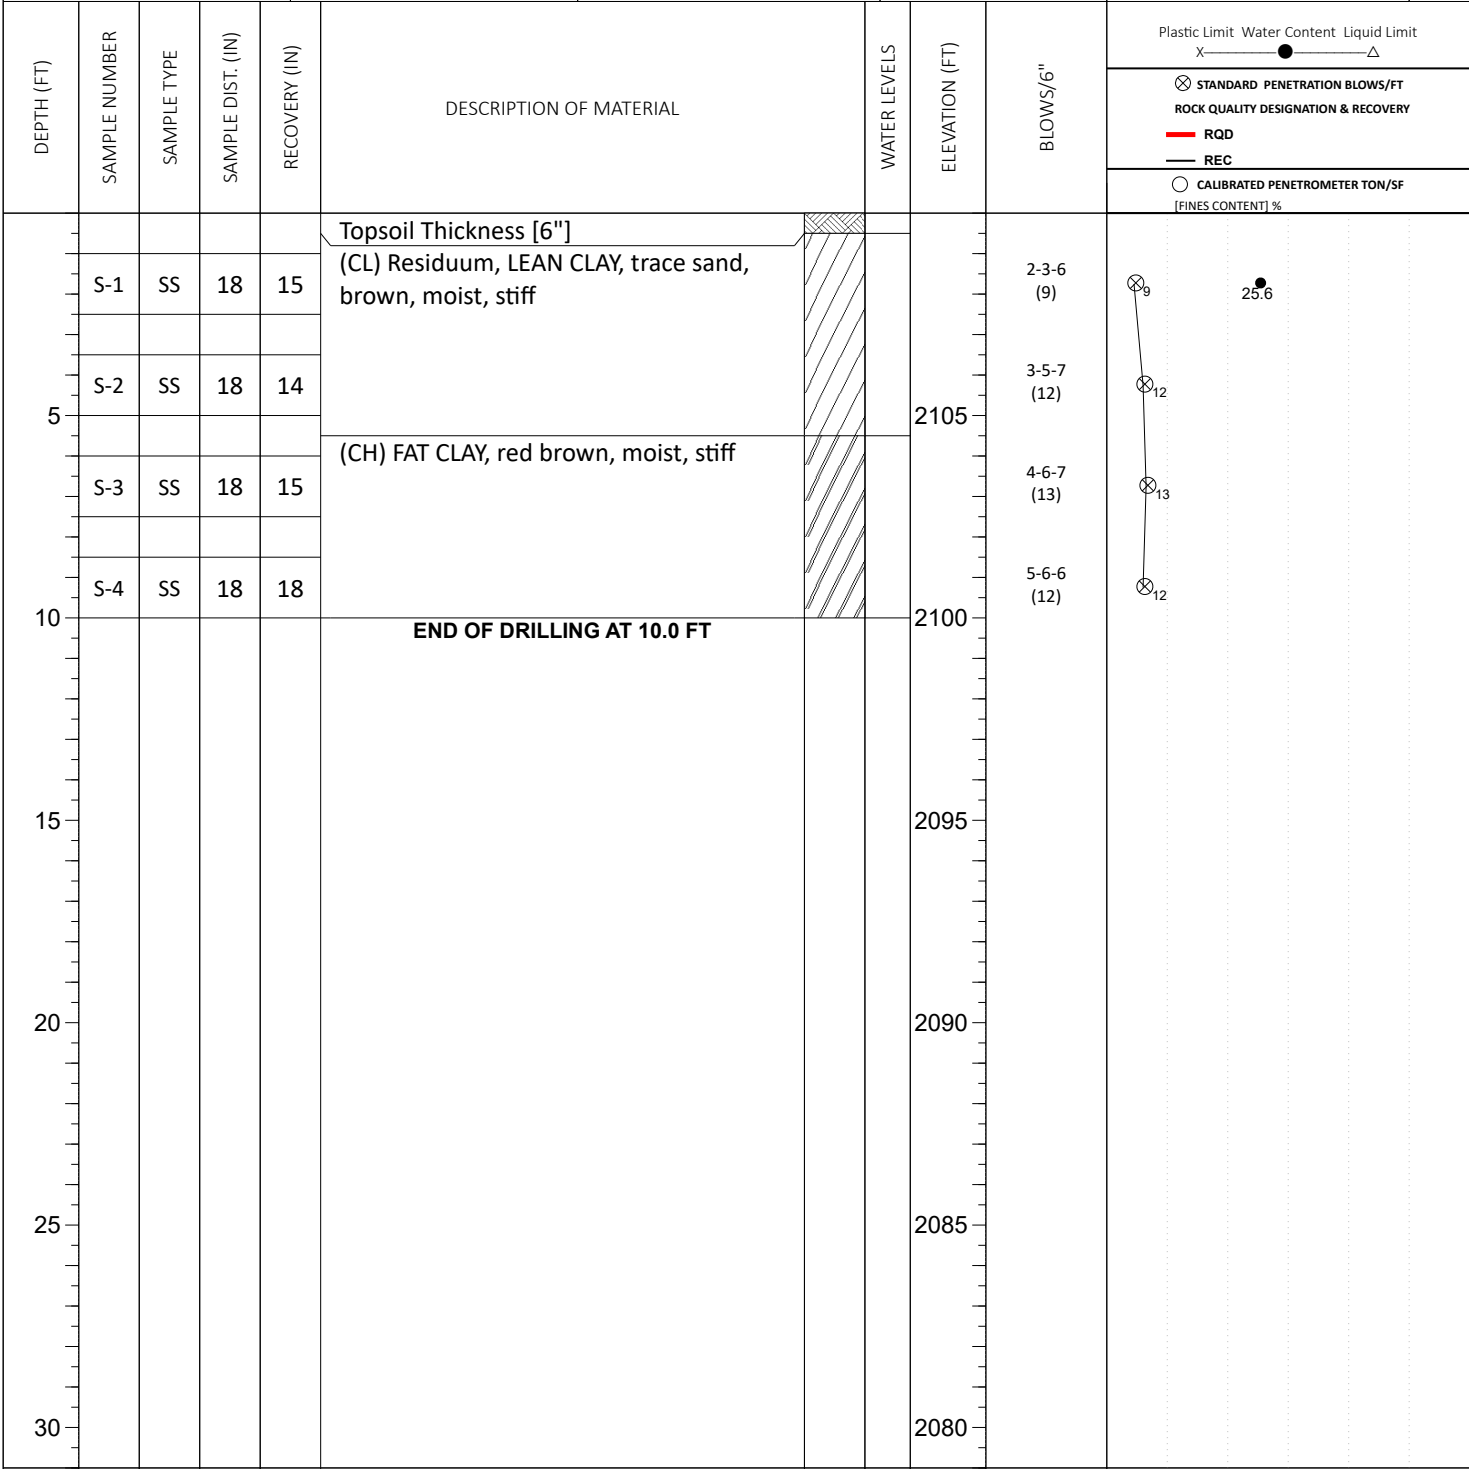 DEPTH (FT)
SAMPLE NUMBER
SAMPLE TYPE
SAMPLE DIST. (IN)
RECOVERY (IN)
DESCRIPTION OF MATERIAL
WATER LEVELS
ELEVATION (FT)
BLOWS/6"
Plastic Limit Water Content Liquid Limit
X
STANDARD PENETRATION BLOWS/FT
ROCK QUALITY DESIGNATION & RECOVERY
RQD
REC
CALIBRATED PENETROMETER TON/SF
[FINES CONTENT] %
Topsoil Thickness [6"]
(CL) Residuum, LEAN CLAY, trace sand,
brown, moist, stiff
S-1 SS 18 15
2-3-6
(9)
9
25.6
S-2 SS 18 14
3-5-7
(12)
12
5
2105
(CH) FAT CLAY, red brown, moist, stiff
S-3 SS 18 15
4-6-7
(13)
13
S-4 SS 18 18
5-6-6
(12)
12
10
2100
END OF DRILLING AT 10.0 FT
15
2095
20
2090
25
2085
30
2080